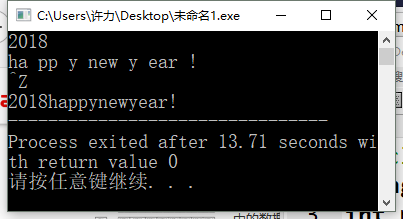 C:\Users\许力\Desktop\未命名1.exe
2018
ha pp y new y ear !
^Z
2018happynewyear!
--------------------------------
Process exited after 13.71 seconds wi
th return value 0
请按任意键继续. . .